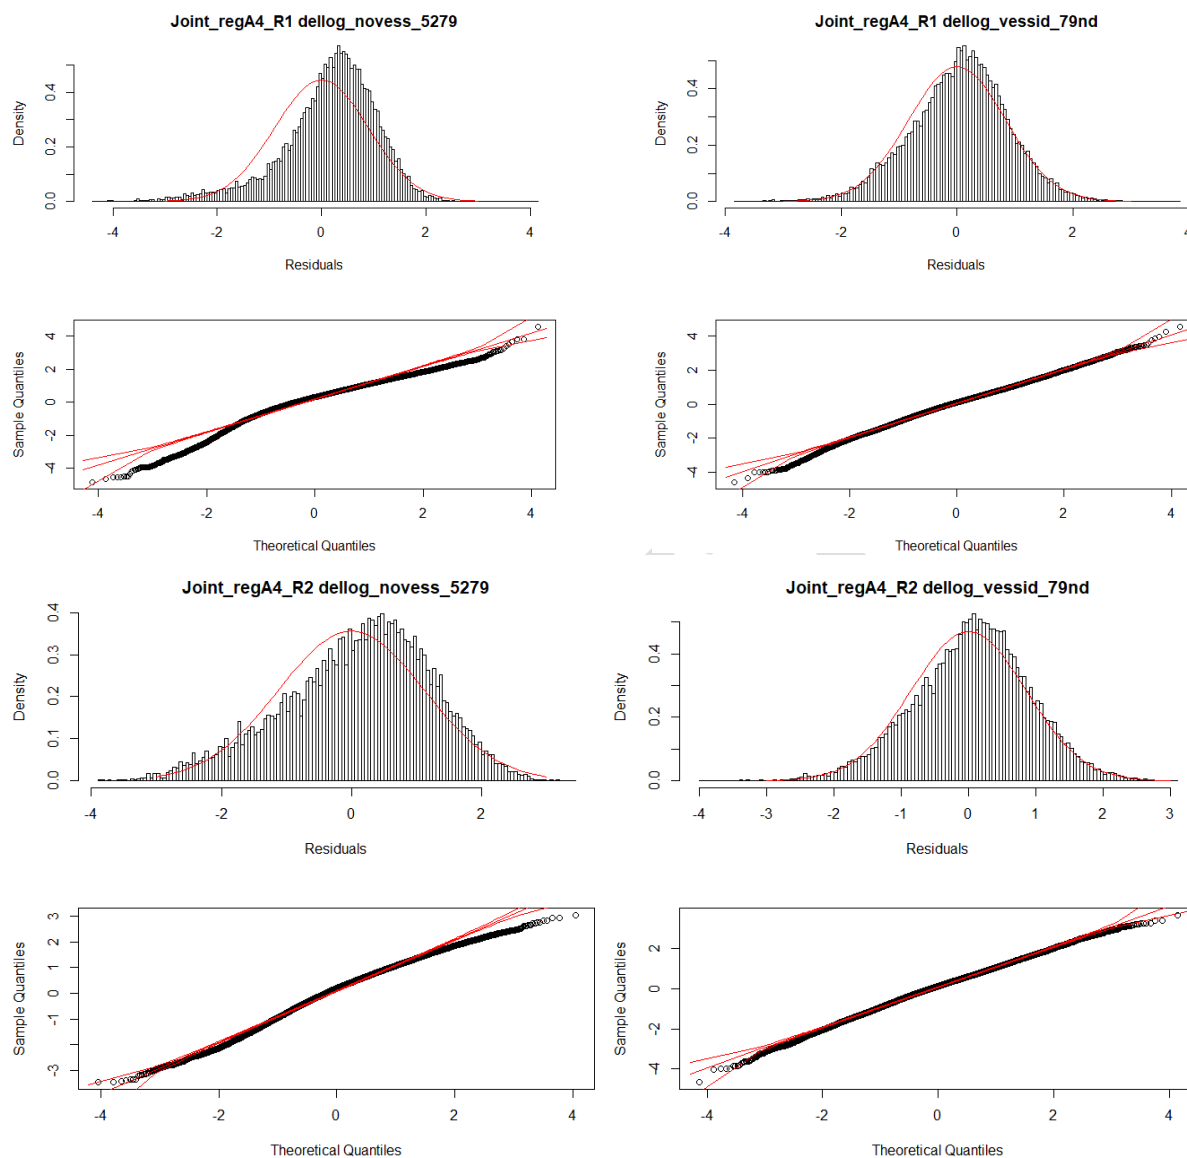 Joint_regA4_R1 dellog_novess_5279
Density
0.0 0.2 0.4
-4 -2 0 2 4
Residuals
Sample Quantiles
-4 -2 0 2 4
-4 -2 0 2 4
Theoretical Quantiles
Joint_regA4_R1 dellog_vessid_79nd
Density
0.0 0.2 0.4
-4 -2 0 2 4
Residuals
Sample Quantiles
-4 -2 0 2 4
-4 -2 0 2 4
Theoretical Quantiles
Joint_regA4_R2 dellog_novess_5279
Density
0.0 0.1 0.2 0.3 0.4
-4 -2 0 2
Residuals
Sample Quantiles
-3 -1 1 2 3
-4 -2 0 2 4
Theoretical Quantiles
Joint_regA4_R2 dellog_vessid_79nd
Density
0.0 0.2 0.4
-4 -3 -2 -1 0 1 2 3
Residuals
Sample Quantiles
-4 -2 0 2
-4 -2 0 2 4
Theoretical Quantiles